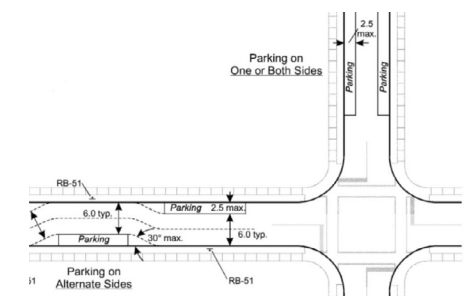 2.5
max.
Parking on
One or Both Sides
Parking
Parking
RB-51
6.0 typ.
Parking 2.5 max.
Parking
30° max.
6.0 typ.
51
RB-51
Parking on
Alternate Sides